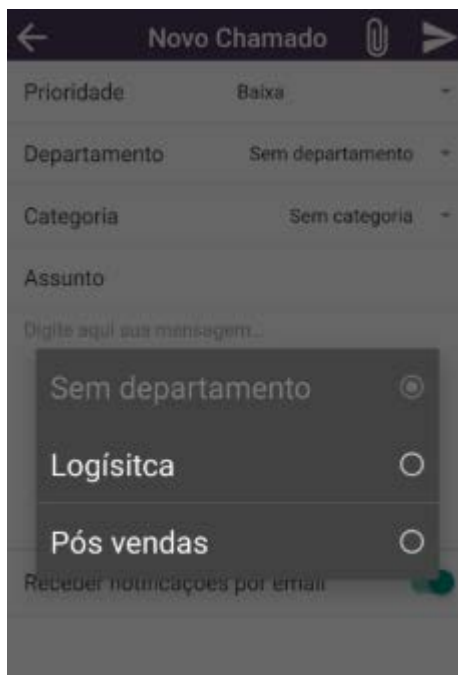 Novo Chamado
Prioridade Baixa
Departamento Sem departamento
Categoria Sem categoria
Assunto
Digite aqui sua mensagem...
Sem departamento
Logísitca
Pós vendas
Receber notificações por email